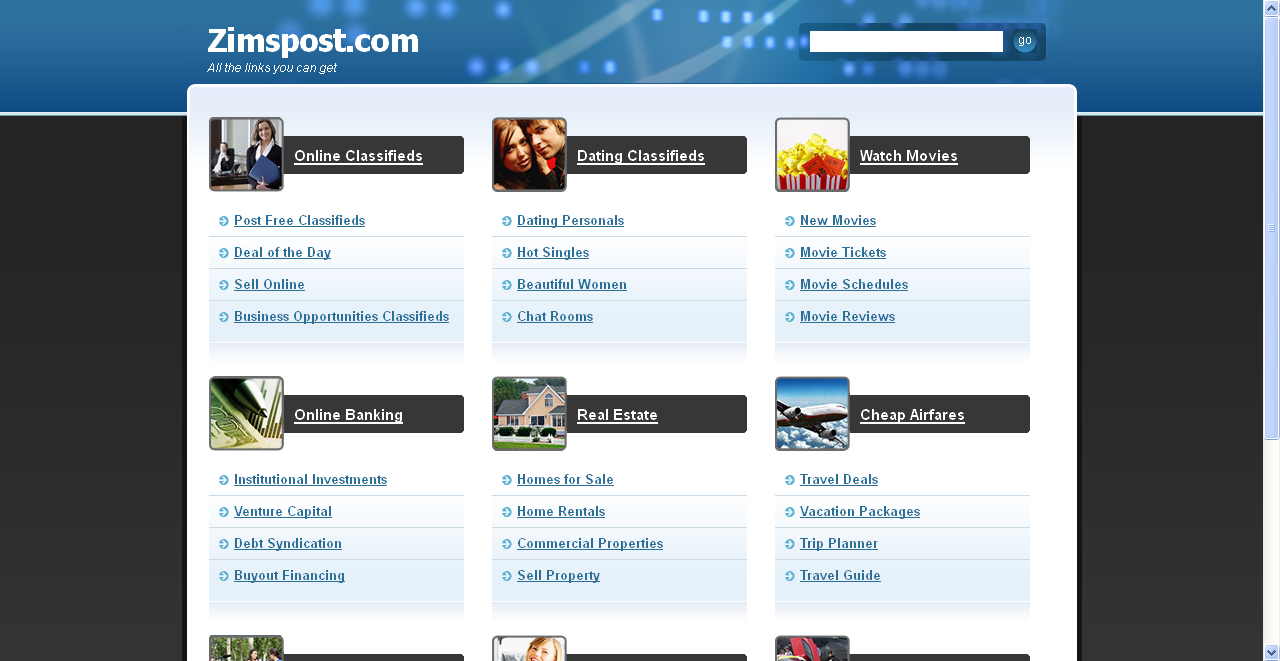 Zimspost.com
All the links you can get
go
Online Classifieds
Post Free Classifieds
Deal of the Day
Sell Online
Business Opportunities Classifieds
Dating Classifieds
Dating Personals
Hot Singles
Beautiful Women
Chat Rooms
Watch Movies
New Movies
Movie Tickets
Movie Schedules
Movie Reviews
Online Banking
Institutional Investments
Venture Capital
Debt Syndication
Buyout Financing
Real Estate
Homes for Sale
Home Rentals
Commercial Properties
Sell Property
Cheap Airfares
Travel Deals
Vacation Packages
Trip Planner
Travel Guide